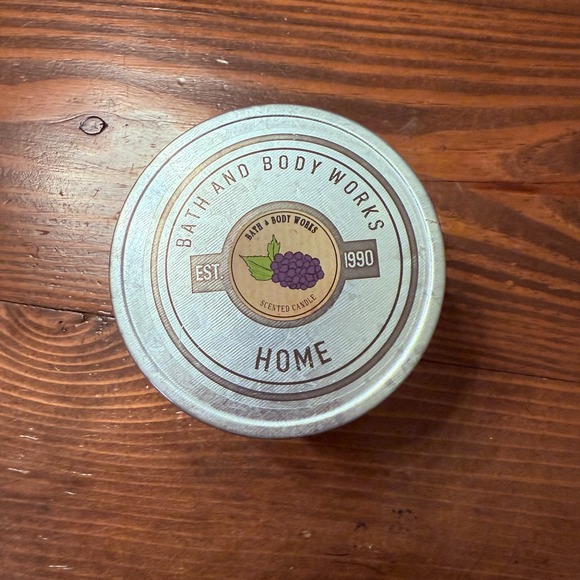 BATH AND BODY WORKS
EST.
BATH & BODY WORKS
SCENTED CANDLE
1990
HOME